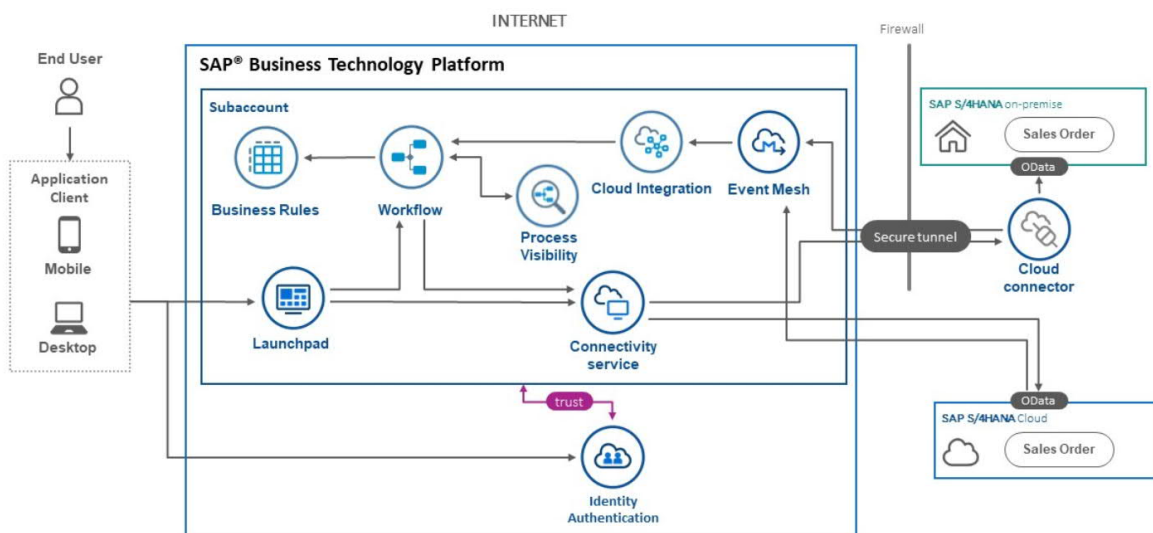 INTERNET
Firewall
End User
SAP® Business Technology Platform
Subaccount
SAP S/4HANA on-premise
Sales Order
OData
Application
Client
Mobile
Desktop
Business Rules
Workflow
Cloud Integration
Event Mesh
Process
Visibility
Secure tunnel
Cloud
connector
Launchpad
Connectivity
service
trust
OData
SAP S/4HANA Cloud
Sales Order
Identity
Authentication